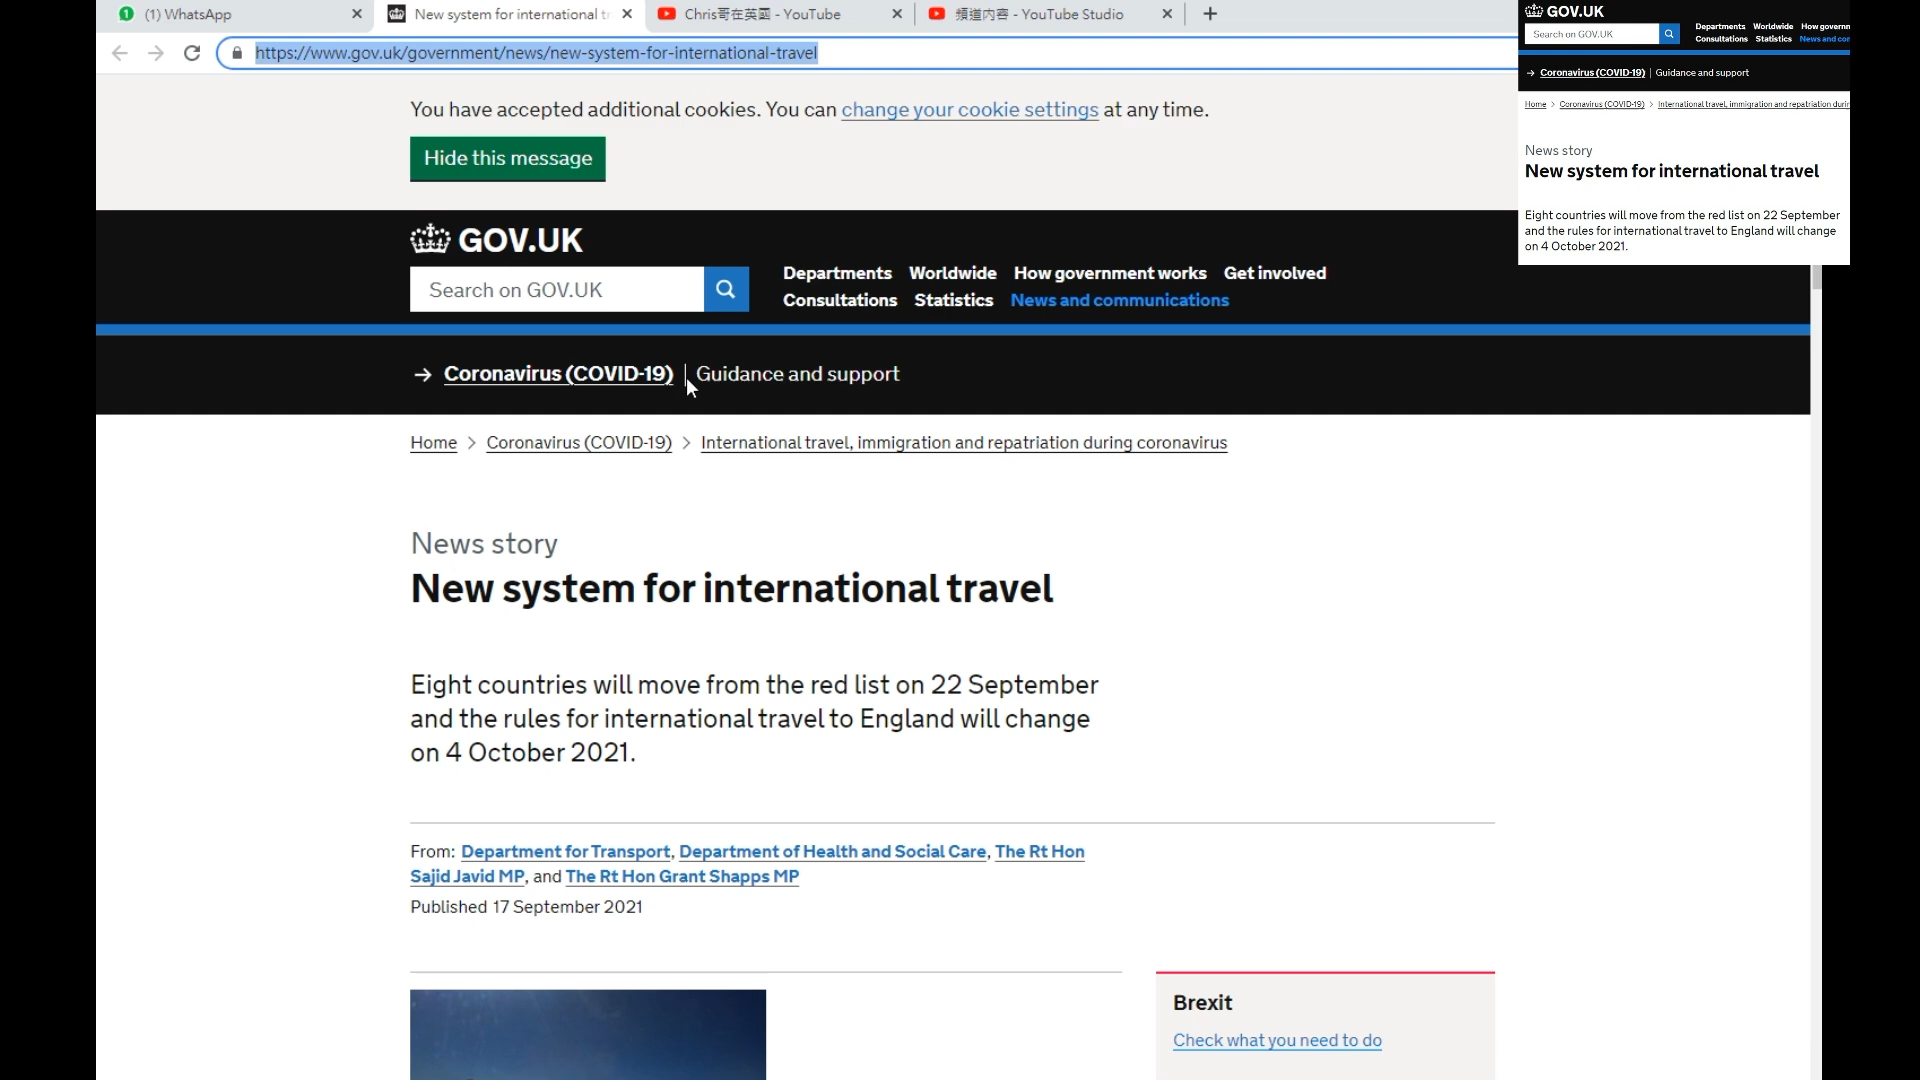 (1) WhatsApp
New system for international tr
Chris哥在英國 - YouTube
頻道內容 - YouTube Studio
https://www.gov.uk/government/news/new-system-for-international-travel
You have accepted additional cookies. You can change your cookie settings at any time.
Hide this message
GOV.UK
Search on GOV.UK
Departments Worldwide How government works Get involved
Consultations Statistics News and communications
→ Coronavirus (COVID-19) | Guidance and support
Home > Coronavirus (COVID-19) > International travel, immigration and repatriation during coronavirus
News story
New system for international travel
Eight countries will move from the red list on 22 September
and the rules for international travel to England will change
on 4 October 2021.
From: Department for Transport, Department of Health and Social Care, The Rt Hon
Sajid Javid MP, and The Rt Hon Grant Shapps MP
Published 17 September 2021
Brexit
Check what you need to do
GOV.UK
Search on GOV.UK
Departments Worldwide How governm
Consultations Statistics News and con
→ Coronavirus (COVID-19) | Guidance and support
Home > Coronavirus (COVID-19) > International travel, immigration and repatriation durin
News story
New system for international travel
Eight countries will move from the red list on 22 September
and the rules for international travel to England will change
on 4 October 2021.